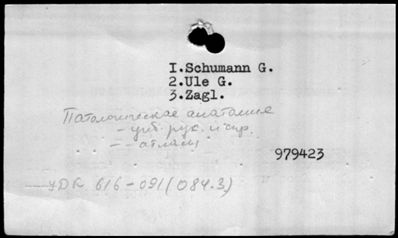 I.Schumann G.
2.Ule G.
3.Zagl.
Патологическая анатомия
- учеб. рук. и спр.
- - атласы
979423
УДК 616-091(084.3)